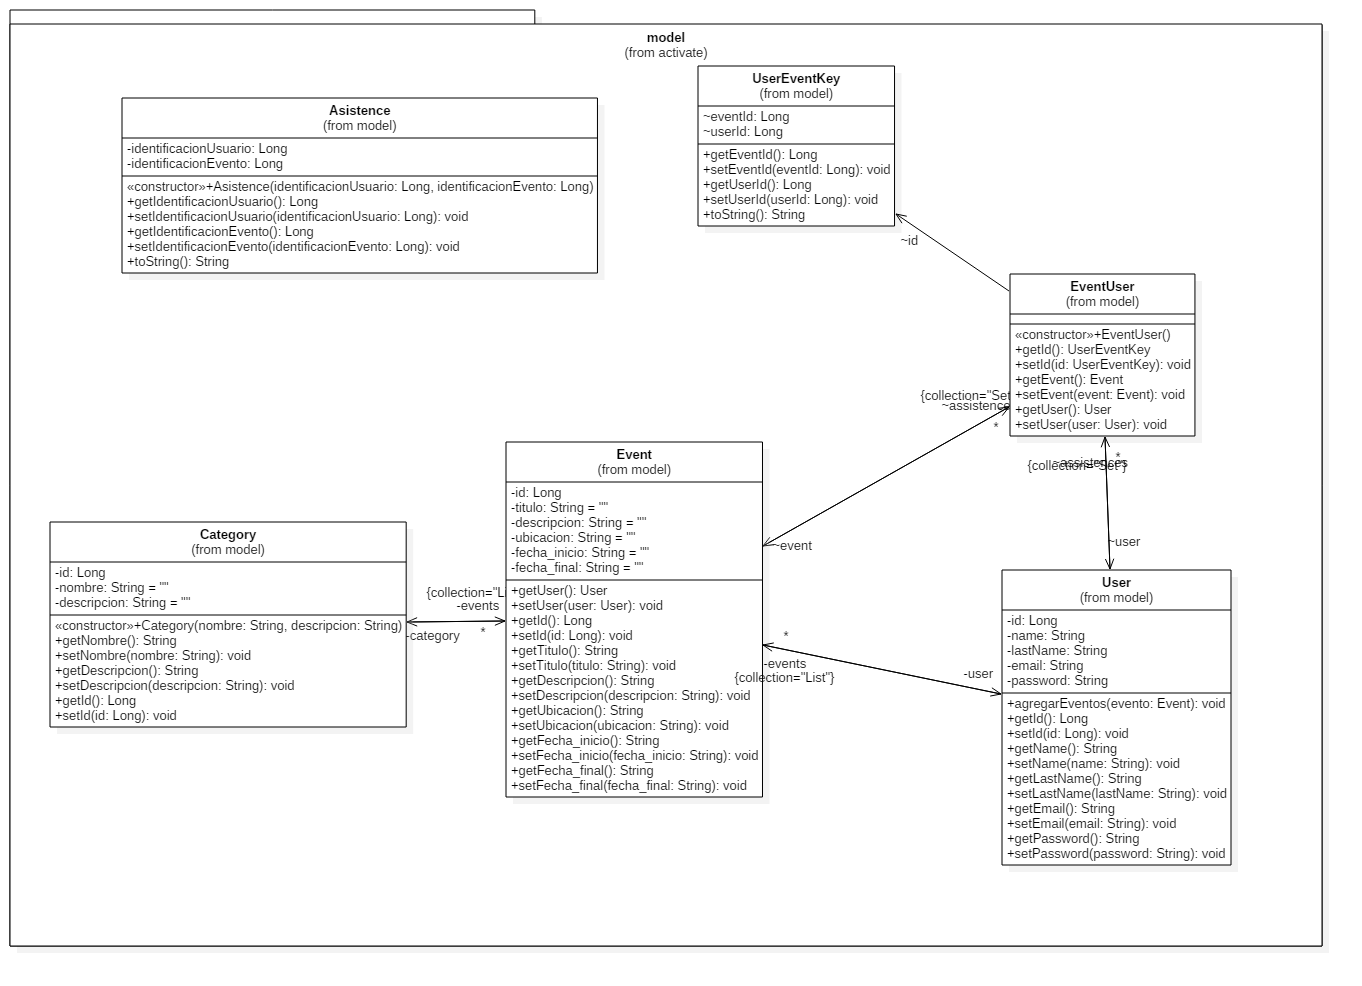 model
(from activate)
UserEventKey
(from model)
~eventId: Long
~userId: Long
+getEventId(): Long
+setEventId(eventId: Long): void
+getUserId(): Long
+setUserId(userId: Long): void
+toString(): String
Asistence
(from model)
-identificacionUsuario: Long
-identificacionEvento: Long
«constructor»+Asistence(identificacionUsuario: Long, identificacionEvento: Long)
+getIdentificacionUsuario(): Long
+setIdentificacionUsuario(identificacionUsuario: Long): void
+getIdentificacionEvento(): Long
+setIdentificacionEvento(identificacionEvento: Long): void
+toString(): String
~id
EventUser
(from model)
«constructor»+EventUser()
+getId(): UserEventKey
+setId(id: UserEventKey): void
+getEvent(): Event
+setEvent(event: Event): void
+getUser(): User
+setUser(user: User): void
{collection="Set
~assistence
*
*
~assistences
{collection="Set"}
~event
~user
Event
(from model)
-id: Long
-titulo: String = ""
-descripcion: String = ""
-ubicacion: String = ""
-fecha_inicio: String = ""
-fecha_final: String = ""
+getUser(): User
+setUser(user: User): void
+getId(): Long
+setId(id: Long): void
+getTitulo(): String
+setTitulo(titulo: String): void
+getDescripcion(): String
+setDescripcion(descripcion: String): void
+getUbicacion(): String
+setUbicacion(ubicacion: String): void
+getFecha_inicio(): String
+setFecha_inicio(fecha_inicio: String): void
+getFecha_final(): String
+setFecha_final(fecha_final: String): void
Category
(from model)
-id: Long
-nombre: String = ""
-descripcion: String = ""
«constructor»+Category(nombre: String, descripcion: String)
+getNombre(): String
+setNombre(nombre: String): void
+getDescripcion(): String
+setDescripcion(descripcion: String): void
+getId(): Long
+setId(id: Long): void
{collection="Li
-events
-category
*
*
-events
{collection="List"}
-user
User
(from model)
-id: Long
-name: String
-lastName: String
-email: String
-password: String
+agregarEventos(evento: Event): void
+getId(): Long
+setId(id: Long): void
+getName(): String
+setName(name: String): void
+getLastName(): String
+setLastName(lastName: String): void
+getEmail(): String
+setEmail(email: String): void
+getPassword(): String
+setPassword(password: String): void